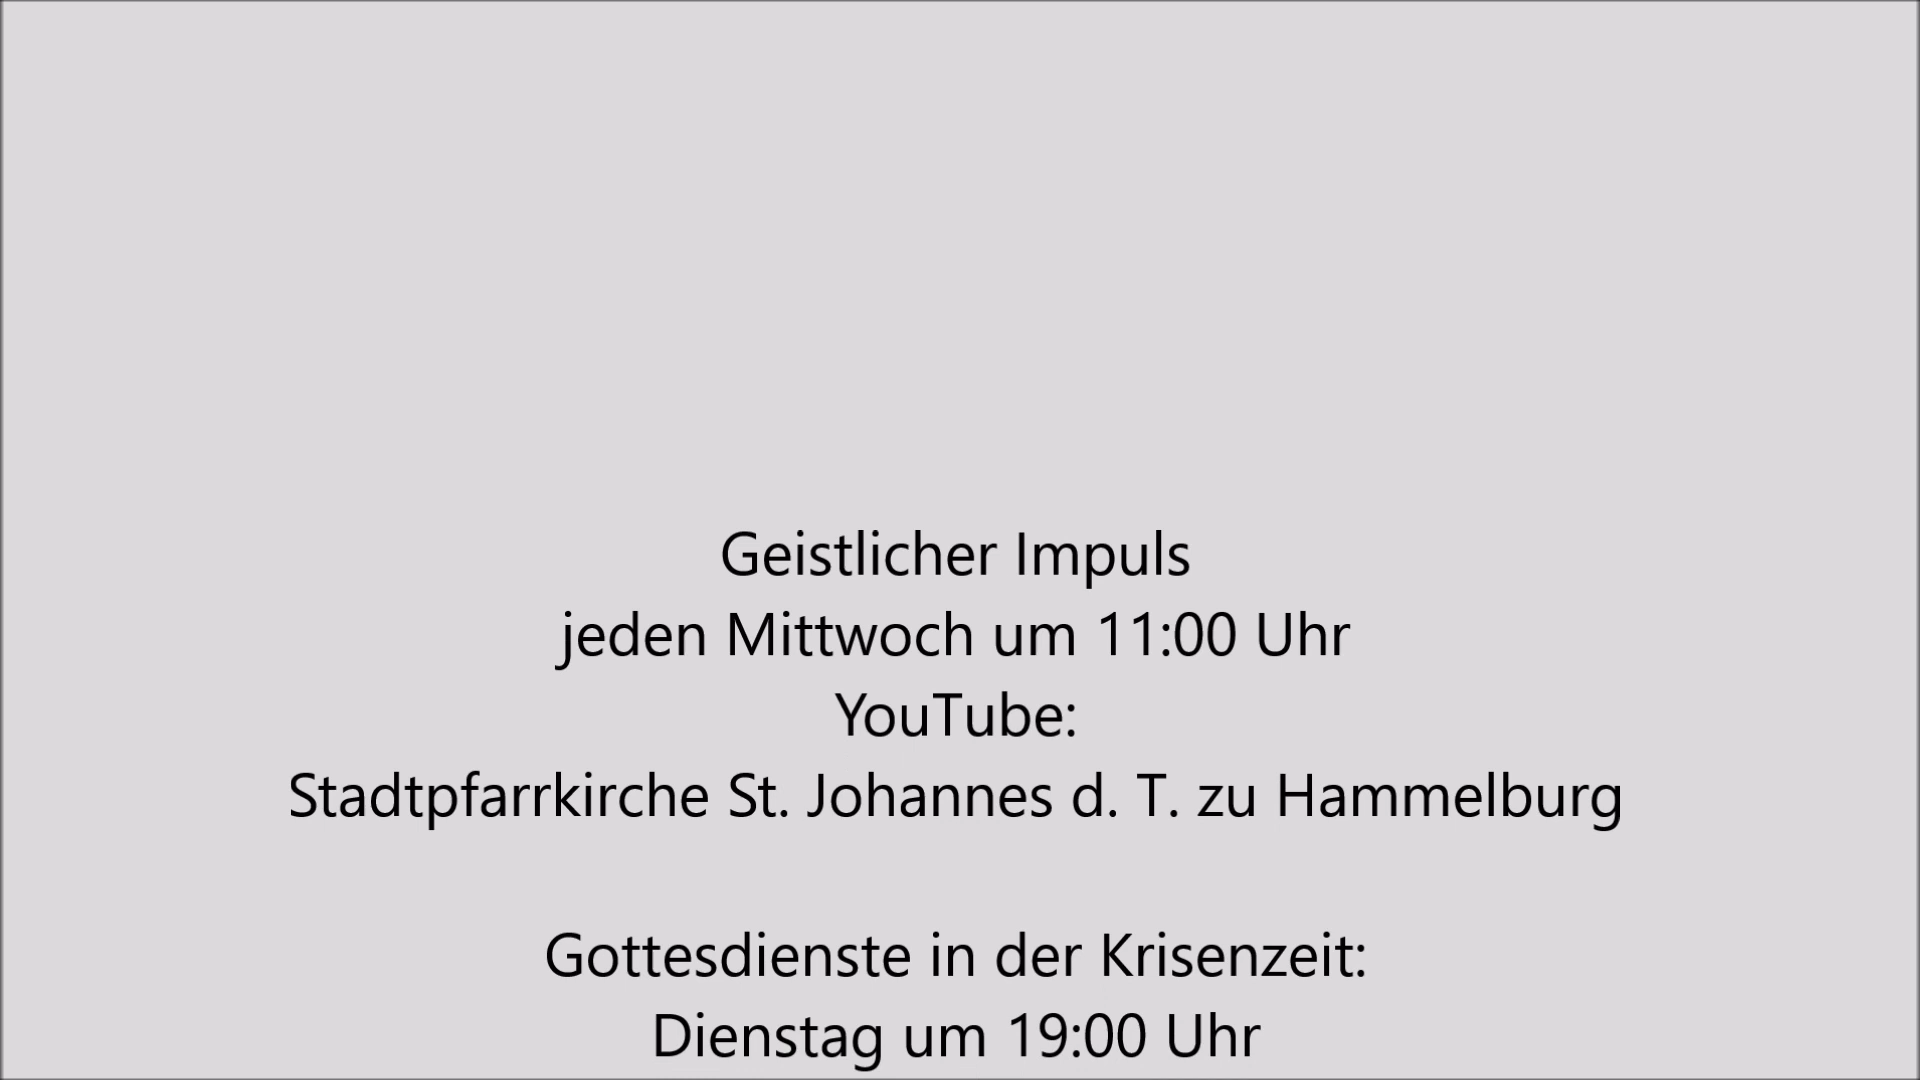 Geistlicher Impuls
jeden Mittwoch um 11:00 Uhr
YouTube:
Stadtpfarrkirche St. Johannes d. T. zu Hammelburg
Gottesdienste in der Krisenzeit:
Dienstag um 19:00 Uhr